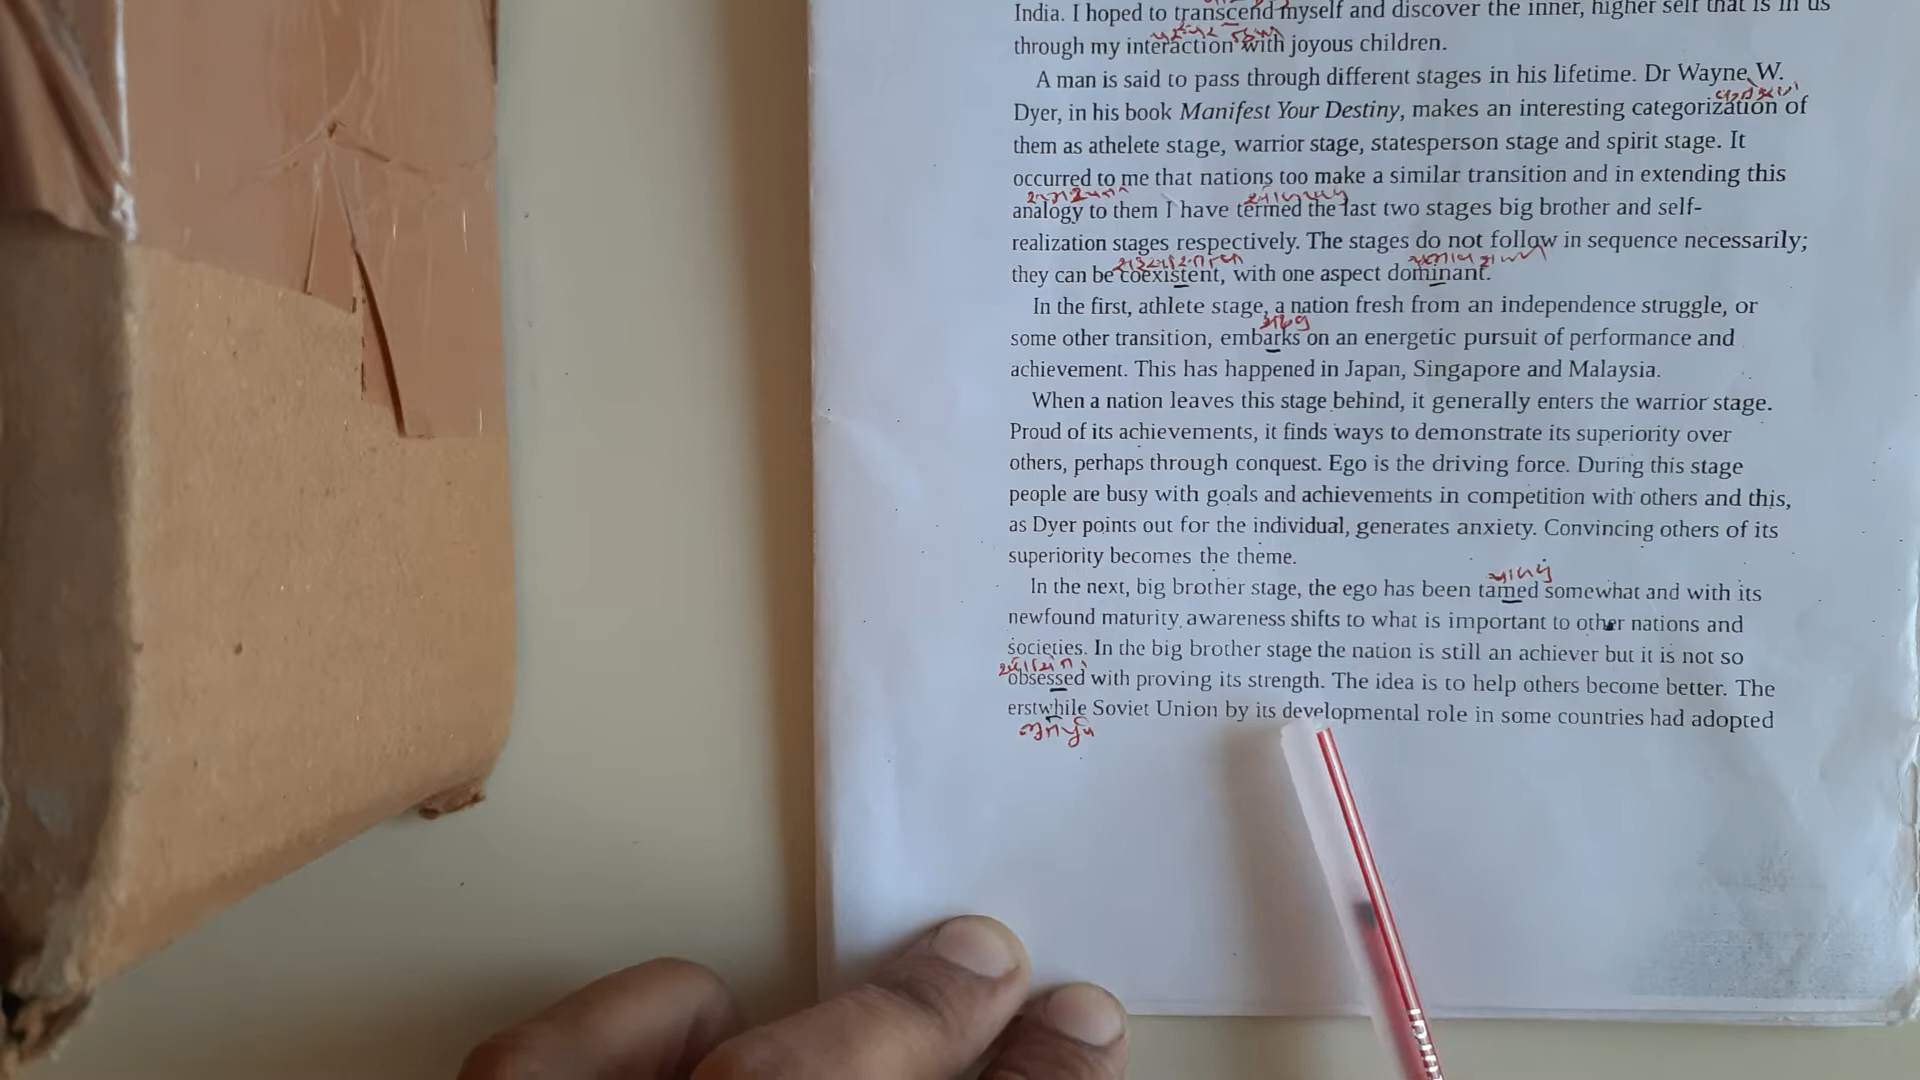 India. I hoped to transcend myself and discover the inner, higher self that is in us
through my interaction with joyous children.
A man is said to pass through different stages in his lifetime. Dr Wayne W.
Dyer, in his book Manifest Your Destiny, makes an interesting categorization of
them as athelete stage, warrior stage, statesperson stage and spirit stage. It
occurred to me that nations too make a similar transition and in extending this
analogy to them I have termed the last two stages big brother and self-
realization stages respectively. The stages do not follow in sequence necessarily;
they can be coexistent, with one aspect dominant.
In the first, athlete stage, a nation fresh from an independence struggle, or
some other transition, embarks on an energetic pursuit of performance and
achievement. This has happened in Japan, Singapore and Malaysia.
When a nation leaves this stage behind, it generally enters the warrior stage.
Proud of its achievements, it finds ways to demonstrate its superiority over
others, perhaps through conquest. Ego is the driving force. During this stage
people are busy with goals and achievements in competition with others and this,
as Dyer points out for the individual, generates anxiety. Convincing others of its
superiority becomes the theme.
In the next, big brother stage, the ego has been tamed somewhat and with its
newfound maturity awareness shifts to what is important to other nations and
societies. In the big brother stage the nation is still an achiever but it is not so
obsessed with proving its strength. The idea is to help others become better. The
erstwhile Soviet Union by its developmental role in some countries had adopted